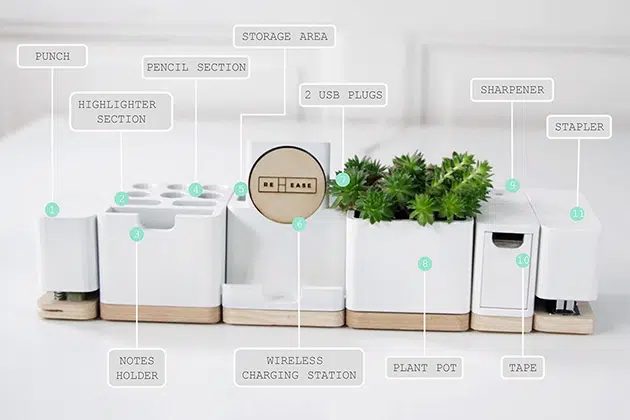 STORAGE AREA
PUNCH
PENCIL SECTION
2 USB PLUGS
SHARPENER
HIGHLIGHTER
SECTION
STAPLER
1
2
3
4
5
6
7
8
9
10
11
RE EASE
NOTES
HOLDER
WIRELESS
CHARGING STATION
PLANT POT
TAPE